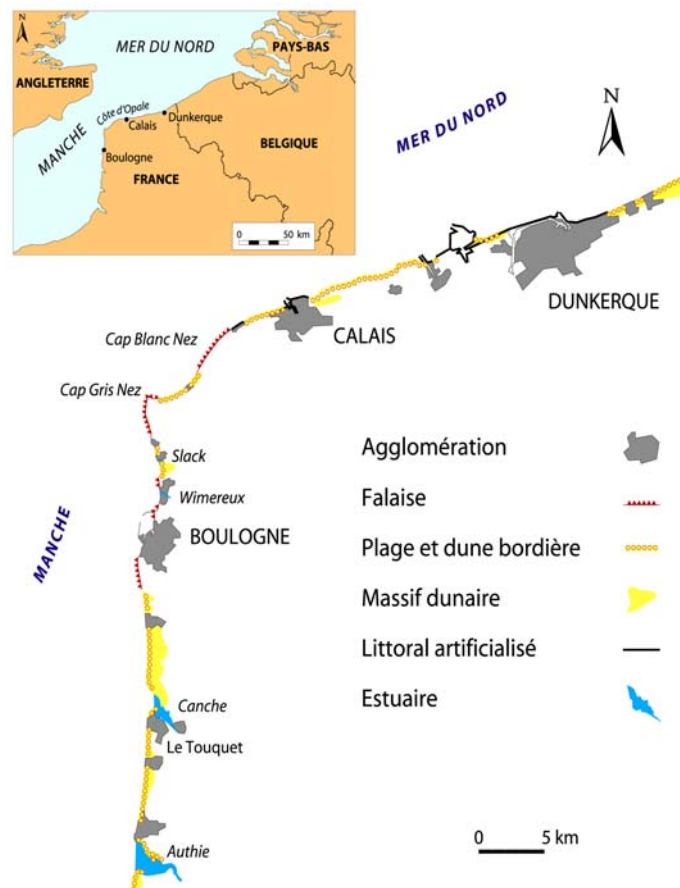 N
MER DU NORD
PAYS-BAS
ANGLETERRE
Côte d'Opale
Dunkerque
Calais
MANCHE
BELGIQUE
Boulogne
FRANCE
0 50 km
MER DU NORD
N
DUNKERQUE
CALAIS
Cap Blanc Nez
Cap Gris Nez
Slack
Wimereux
BOULOGNE
MANCHE
Canche
Le Touquet
Authie
Agglomération
Falaise
Plage et dune bordière
Massif dunaire
Littoral artificialisé
Estuaire
0 5 km